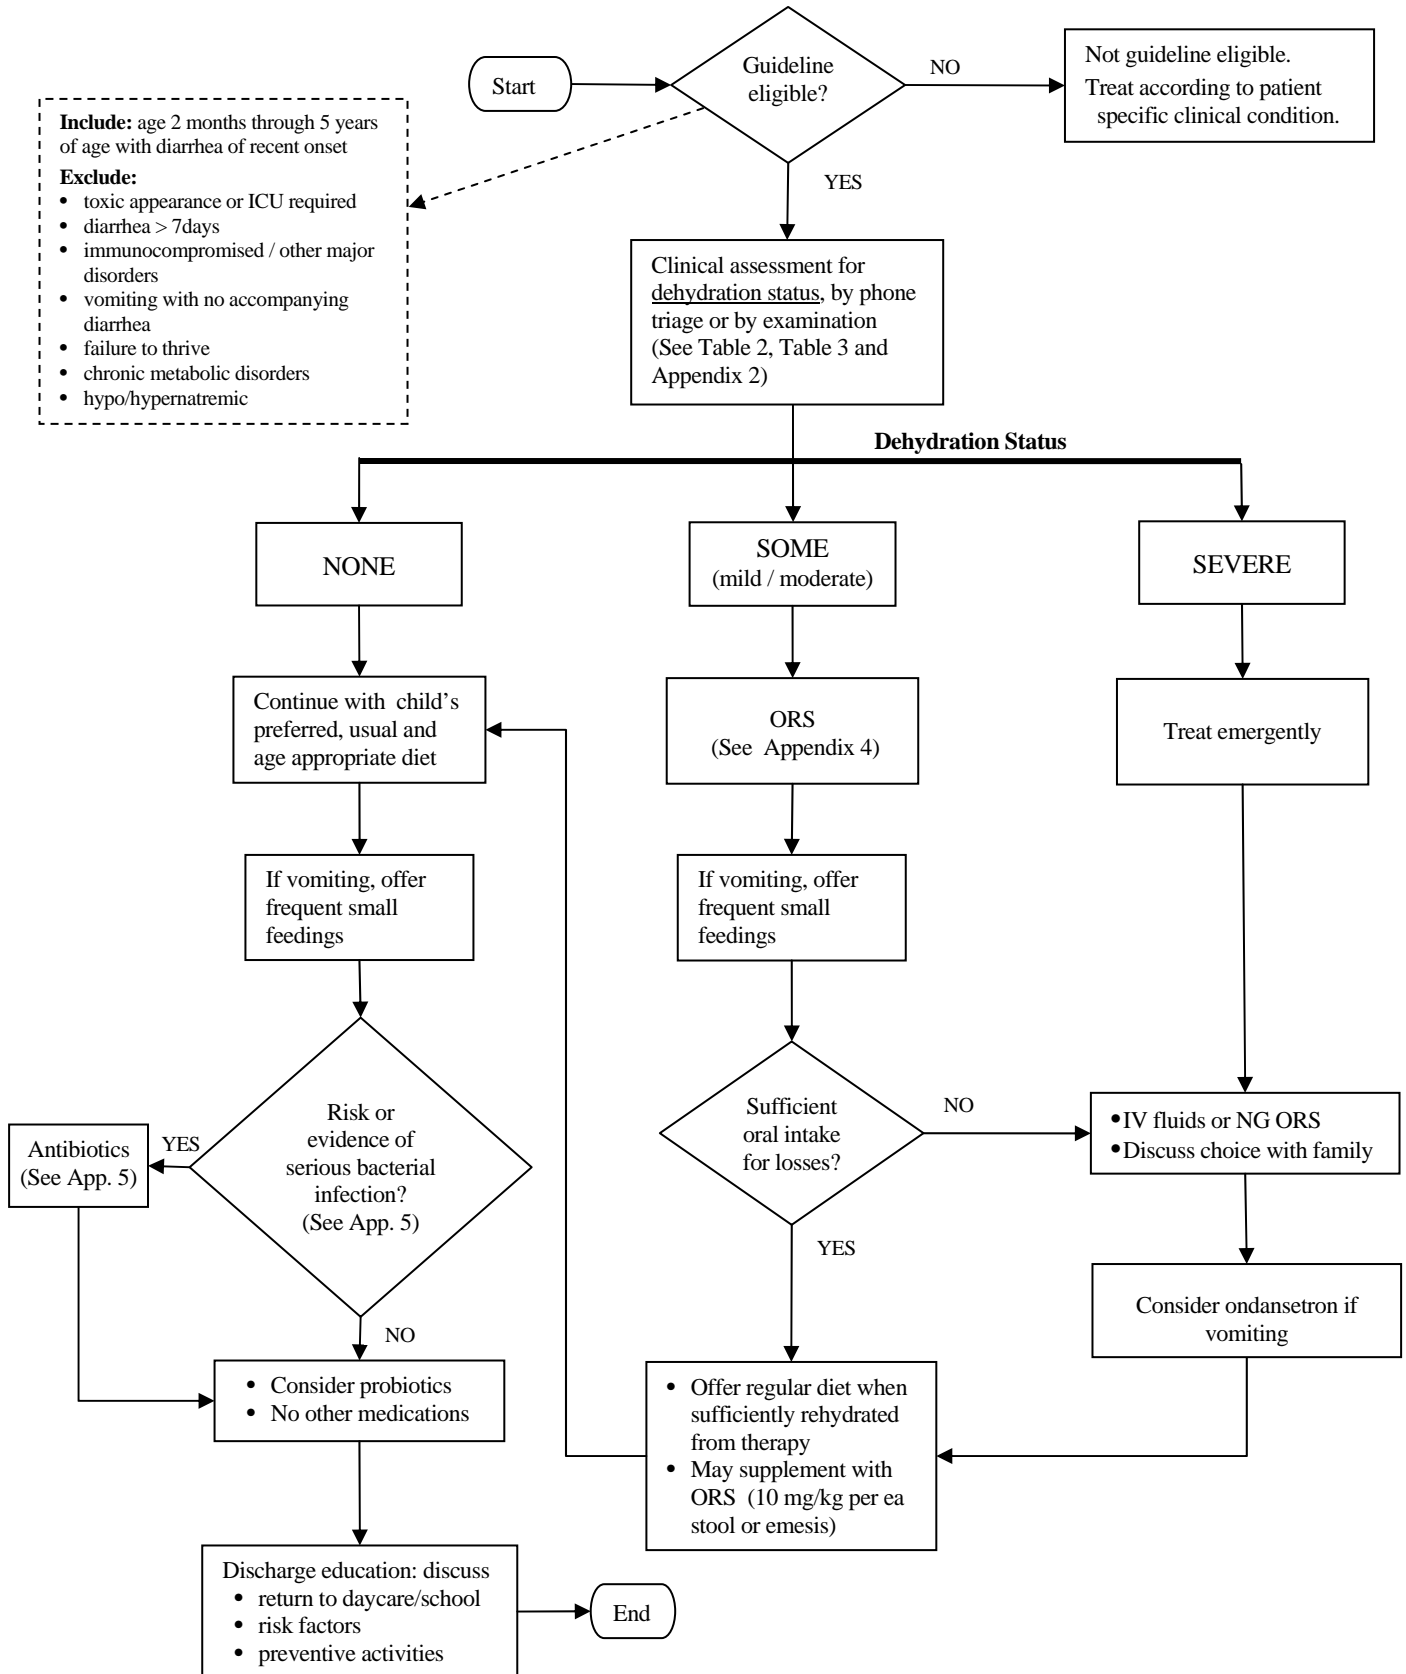 Start
Guideline
eligible?
NO
Not guideline eligible.
Treat according to patient
specific clinical condition.
YES
Include: age 2 months through 5 years
of age with diarrhea of recent onset
Exclude:
• toxic appearance or ICU required
• diarrhea > 7days
• immunocompromised / other major
disorders
• vomiting with no accompanying
diarrhea
• failure to thrive
• chronic metabolic disorders
• hypo/hypernatremic
Clinical assessment for
dehydration status, by phone
triage or by examination
(See Table 2, Table 3 and
Appendix 2)
Dehydration Status
NONE
SOME
(mild / moderate)
SEVERE
Continue with child’s
preferred, usual and
age appropriate diet
ORS
(See Appendix 4)
Treat emergently
If vomiting, offer
frequent small
feedings
If vomiting, offer
frequent small
feedings
Risk or
evidence of
serious bacterial
infection?
(See App. 5)
YES
Antibiotics
(See App. 5)
NO
Sufficient
oral intake
for losses?
NO
YES
• IV fluids or NG ORS
• Discuss choice with family
Consider ondansetron if
vomiting
• Consider probiotics
• No other medications
• Offer regular diet when
sufficiently rehydrated
from therapy
• May supplement with
ORS (10 mg/kg per ea
stool or emesis)
Discharge education: discuss
• return to daycare/school
• risk factors
• preventive activities
End